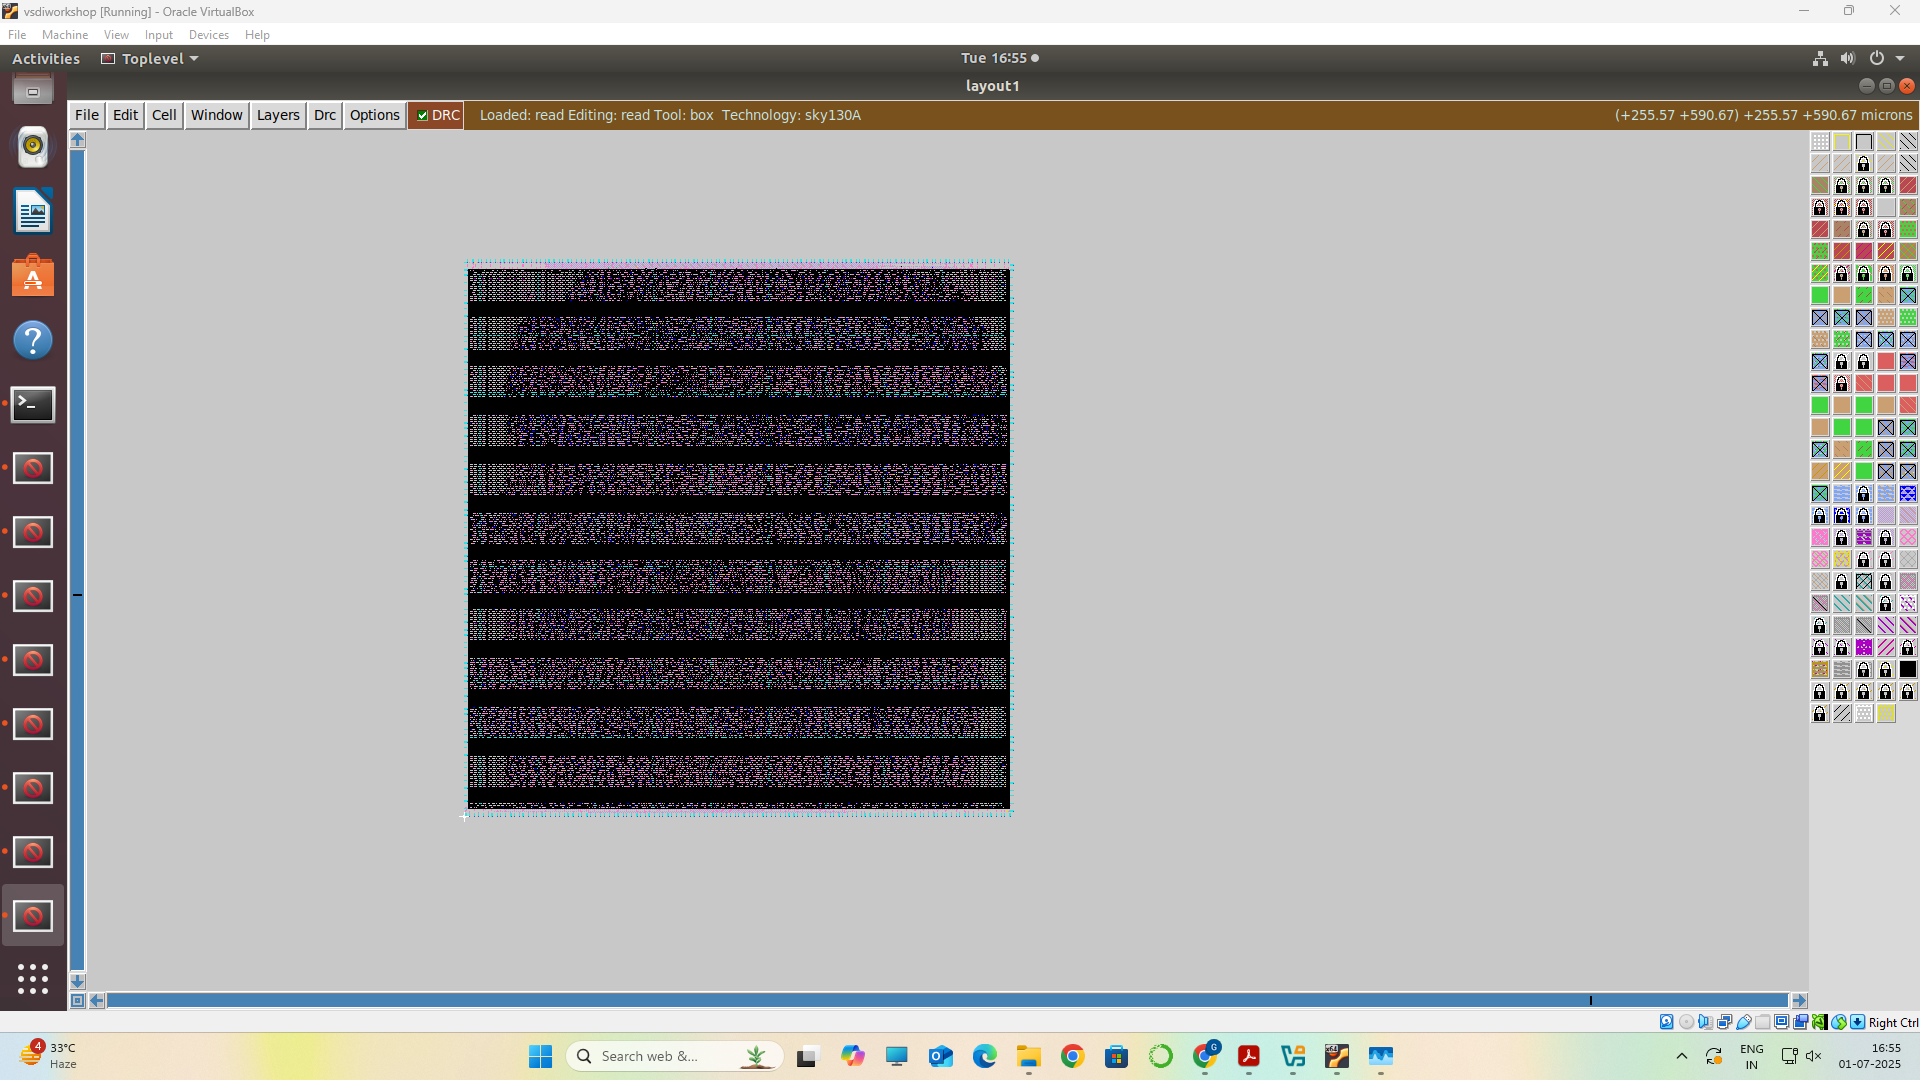 vsdiworkshop [Running] - Oracle VirtualBox
File Machine View Input Devices Help
Activities Toplevel Tue 16:55
layout1
File Edit Cell Window Layers Drc Options DRC Loaded: read Editing: read Tool: box Technology: sky130A (+255.57 +590.67) +255.57 +590.67 microns
Right Ctrl
4 33°C
Haze
Search web &...
G
ENG
IN
16:55
01-07-2025